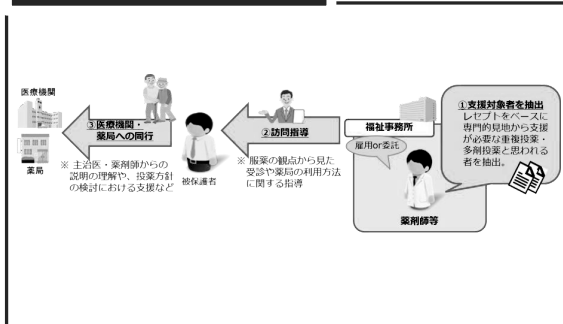 医療機関
薬局
③医療機関・
薬局への同行
※ 主治医・薬剤師からの
説明の理解や、投薬方針
の検討における支援など
被保護者
②訪問指導
※ 服薬の観点から見た
受診や薬局の利用方法
に関する指導
福祉事務所
雇用or委託
薬剤師等
①支援対象者を抽出
レセプトをベースに
専門的見地から支援
が必要な重複投薬・
多剤投薬と思われる
者を抽出。